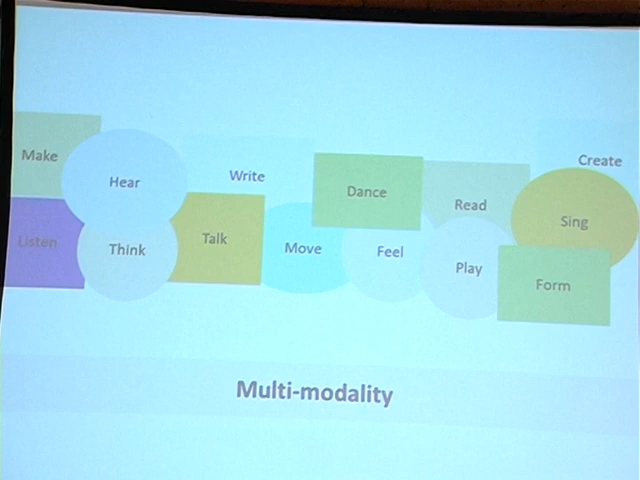 Make
Hear
Write
Dance
Read
Create
Sing
Listen
Think
Talk
Move
Feel
Play
Form
Multi-modality